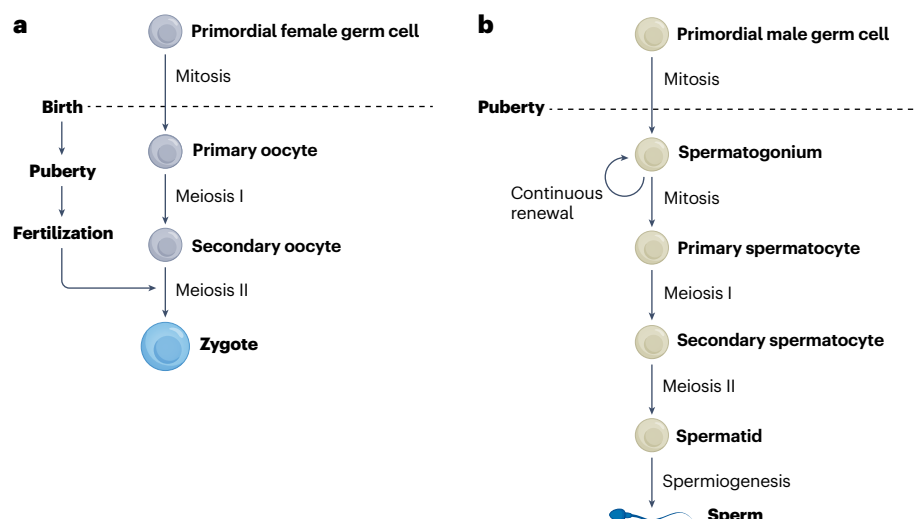 a
Primordial female germ cell
Mitosis
Birth
Primary oocyte
Puberty
Meiosis I
Fertilization
Secondary oocyte
Meiosis II
Zygote
b
Primordial male germ cell
Mitosis
Puberty
Spermatogonium
Continuous
renewal
Mitosis
Primary spermatocyte
Meiosis I
Secondary spermatocyte
Meiosis II
Spermatid
Spermiogenesis
Sperm